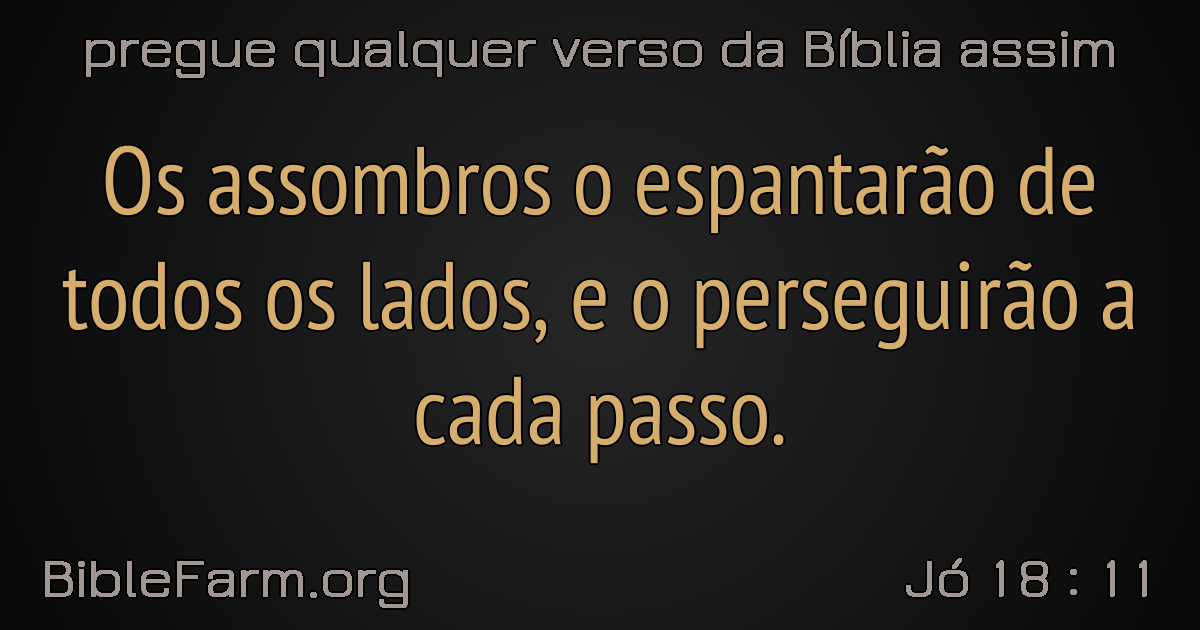 pregue qualquer verso da Bíblia assim
Os assombros o espantarão de
todos os lados, e o perseguirão a
cada passo.
BibleFarm.org
Jó 18 : 11